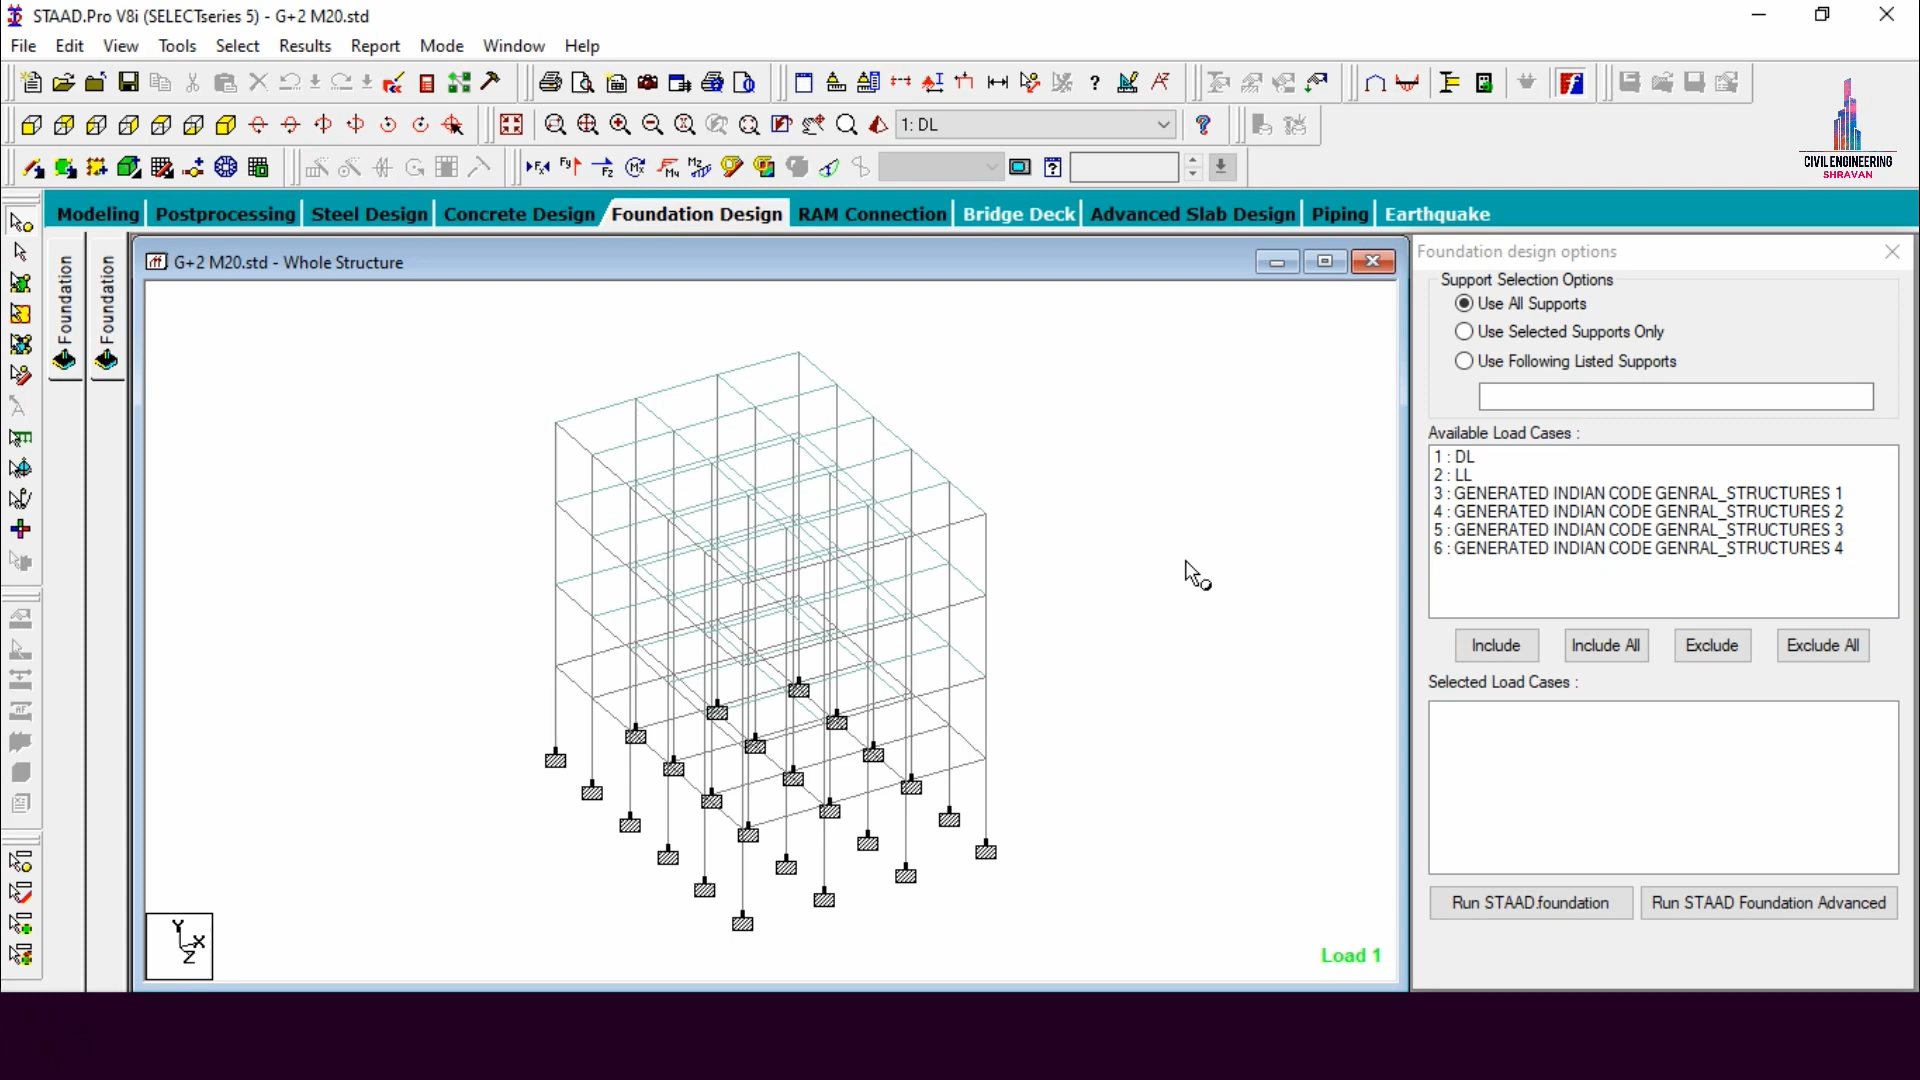 STAAD.Pro V8i (SELECTseries 5) - G+2 M20.std
File Edit View Tools Select Results Report Mode Window Help
1: DL
CIVIL ENGINEERING
SHRAVAN
Modeling Postprocessing Steel Design Concrete Design Foundation Design RAM Connection Bridge Deck Advanced Slab Design Piping Earthquake
Foundation
Foundation
G+2 M20.std - Whole Structure
Y
X
Z
Load 1
Foundation design options
Support Selection Options
Use All Supports
Use Selected Supports Only
Use Following Listed Supports
Available Load Cases :
1 : DL
2 : LL
3 : GENERATED INDIAN CODE GENRAL_STRUCTURES 1
4 : GENERATED INDIAN CODE GENRAL_STRUCTURES 2
5 : GENERATED INDIAN CODE GENRAL_STRUCTURES 3
6 : GENERATED INDIAN CODE GENRAL_STRUCTURES 4
Include Include All Exclude Exclude All
Selected Load Cases :
Run STAAD.foundation Run STAAD Foundation Advanced